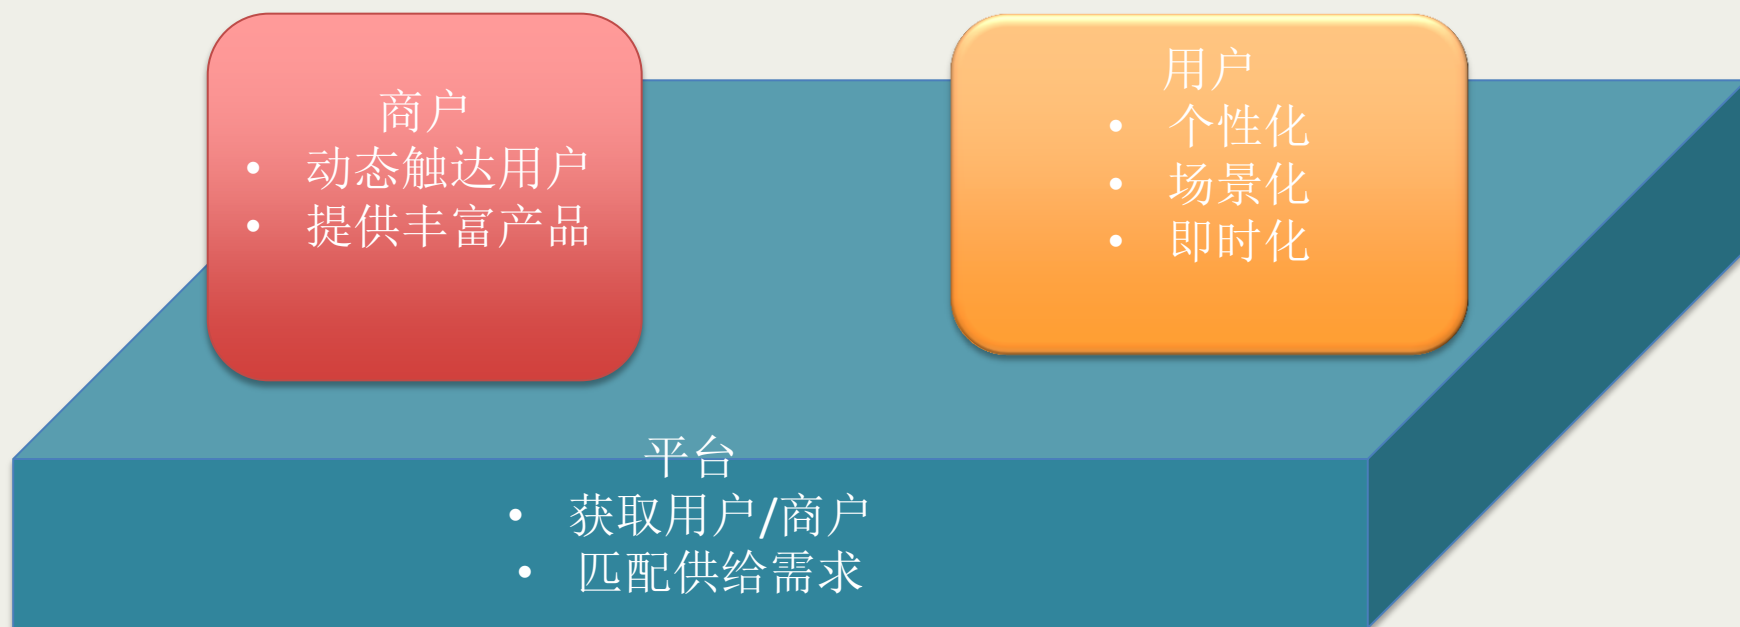 商户
• 动态触达用户
• 提供丰富产品
用户
• 个性化
• 场景化
• 即时化
平台
• 获取用户/商户
• 匹配供给需求